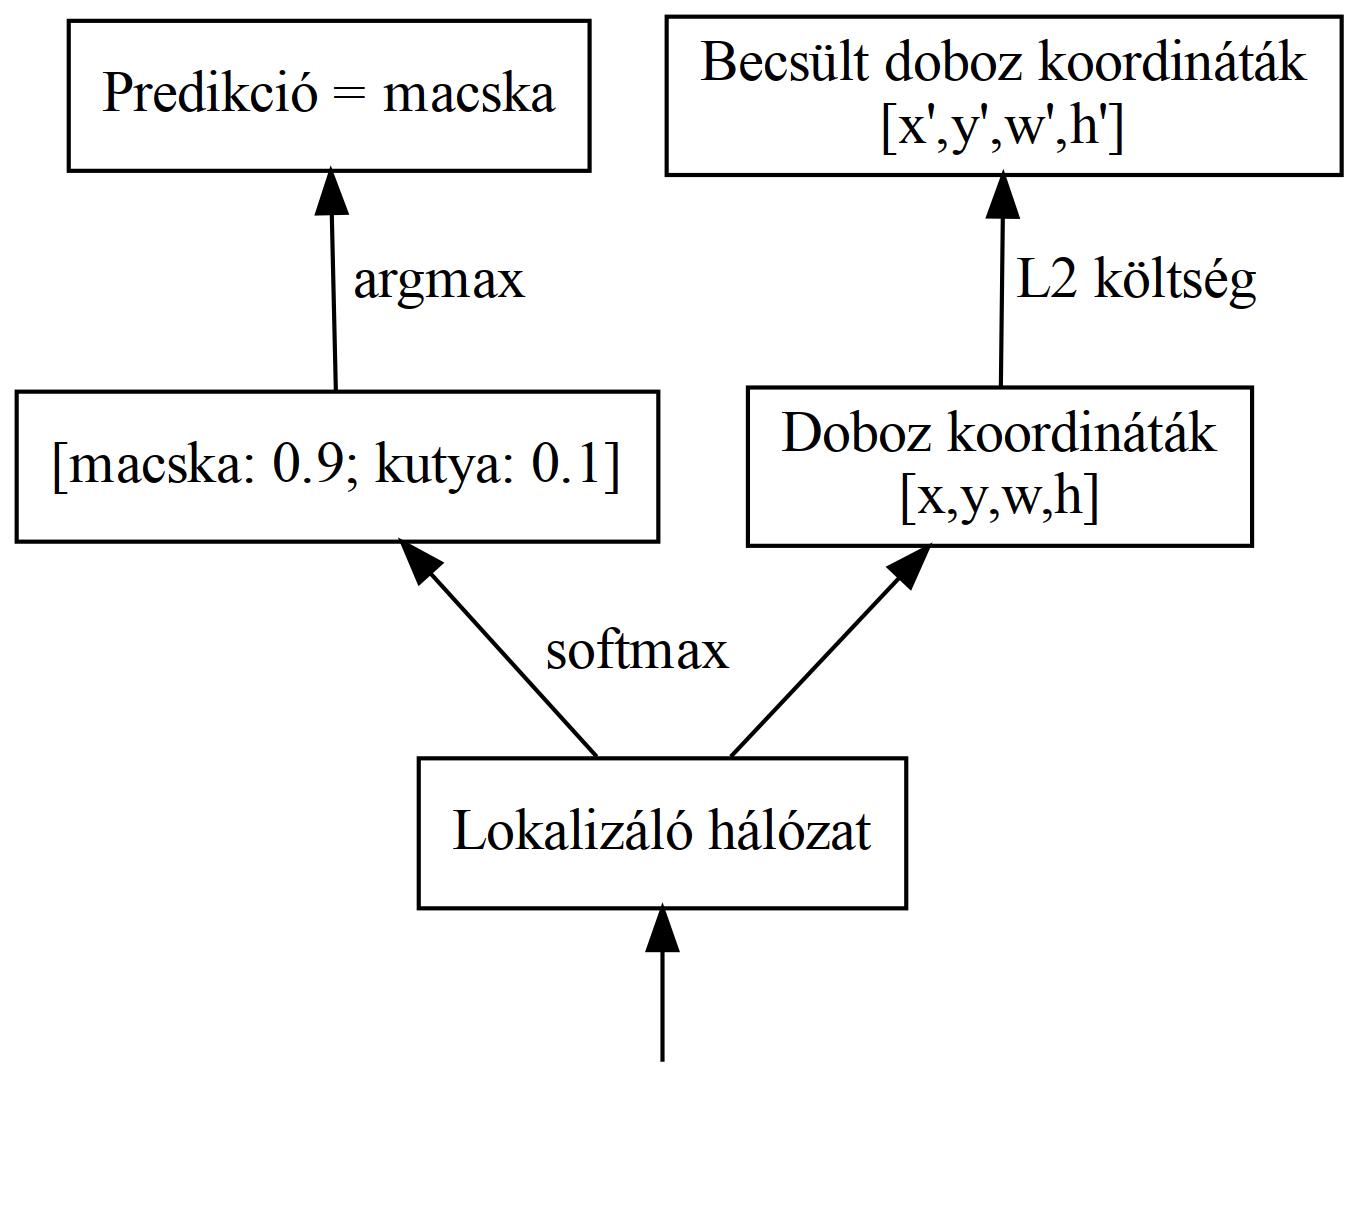 Predikció = macska
Becsült doboz koordináták
[x',y',w',h']
argmax
L2 költség
[macska: 0.9; kutya: 0.1]
Doboz koordináták
[x,y,w,h]
softmax
Lokalizáló hálózat